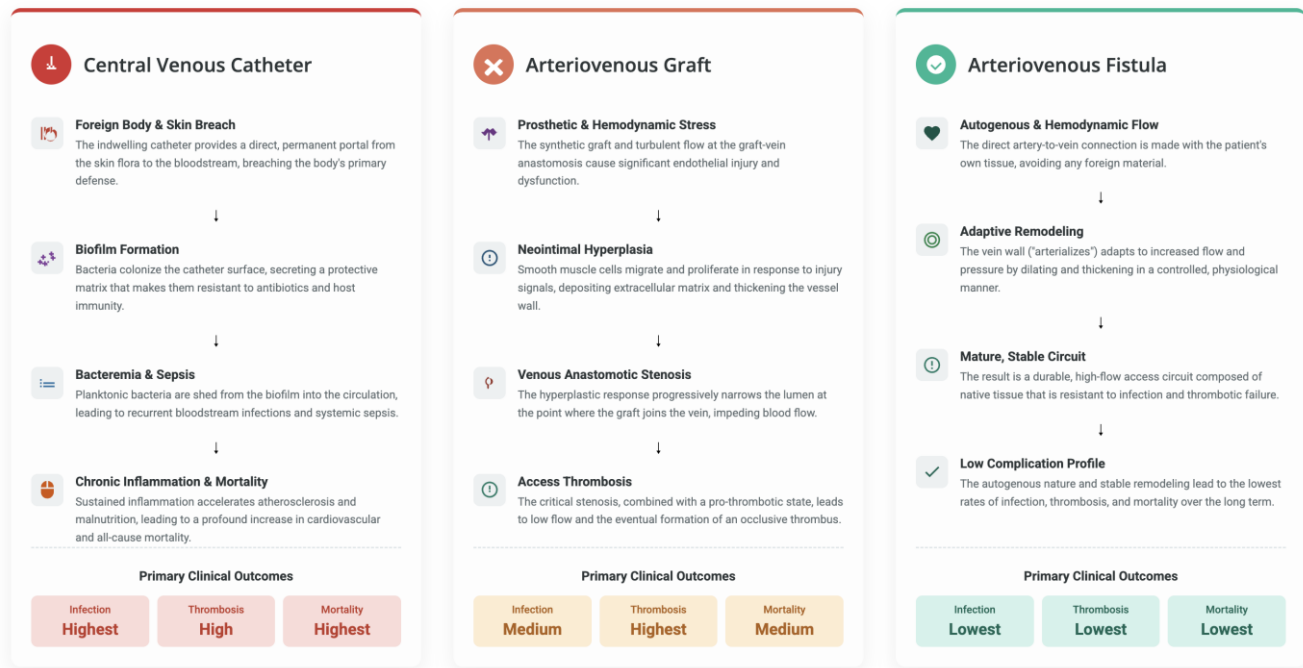 Central Venous Catheter
Foreign Body & Skin Breach
The indwelling catheter provides a direct, permanent portal from
the skin flora to the bloodstream, breaching the body's primary
defense.
↓
Biofilm Formation
Bacteria colonize the catheter surface, secreting a protective
matrix that makes them resistant to antibiotics and host
immunity.
↓
Bacteremia & Sepsis
Planktonic bacteria are shed from the biofilm into the circulation,
leading to recurrent bloodstream infections and systemic sepsis.
↓
Chronic Inflammation & Mortality
Sustained inflammation accelerates atherosclerosis and
malnutrition, leading to a profound increase in cardiovascular
and all-cause mortality.
Primary Clinical Outcomes
Infection
Highest
Thrombosis
High
Mortality
Highest
Arteriovenous Graft
Prosthetic & Hemodynamic Stress
The synthetic graft and turbulent flow at the graft-vein
anastomosis cause significant endothelial injury and
dysfunction.
↓
Neointimal Hyperplasia
Smooth muscle cells migrate and proliferate in response to injury
signals, depositing extracellular matrix and thickening the vessel
wall.
↓
Venous Anastomotic Stenosis
The hyperplastic response progressively narrows the lumen at
the point where the graft joins the vein, impeding blood flow.
↓
Access Thrombosis
The critical stenosis, combined with a pro-thrombotic state, leads
to low flow and the eventual formation of an occlusive thrombus.
Primary Clinical Outcomes
Infection
Medium
Thrombosis
Highest
Mortality
Medium
Arteriovenous Fistula
Autogenous & Hemodynamic Flow
The direct artery-to-vein connection is made with the patient's
own tissue, avoiding any foreign material.
↓
Adaptive Remodeling
The vein wall ("arterializes") adapts to increased flow and
pressure by dilating and thickening in a controlled, physiological
manner.
↓
Mature, Stable Circuit
The result is a durable, high-flow access circuit composed of
native tissue that is resistant to infection and thrombotic failure.
↓
Low Complication Profile
The autogenous nature and stable remodeling lead to the lowest
rates of infection, thrombosis, and mortality over the long term.
Primary Clinical Outcomes
Infection
Lowest
Thrombosis
Lowest
Mortality
Lowest